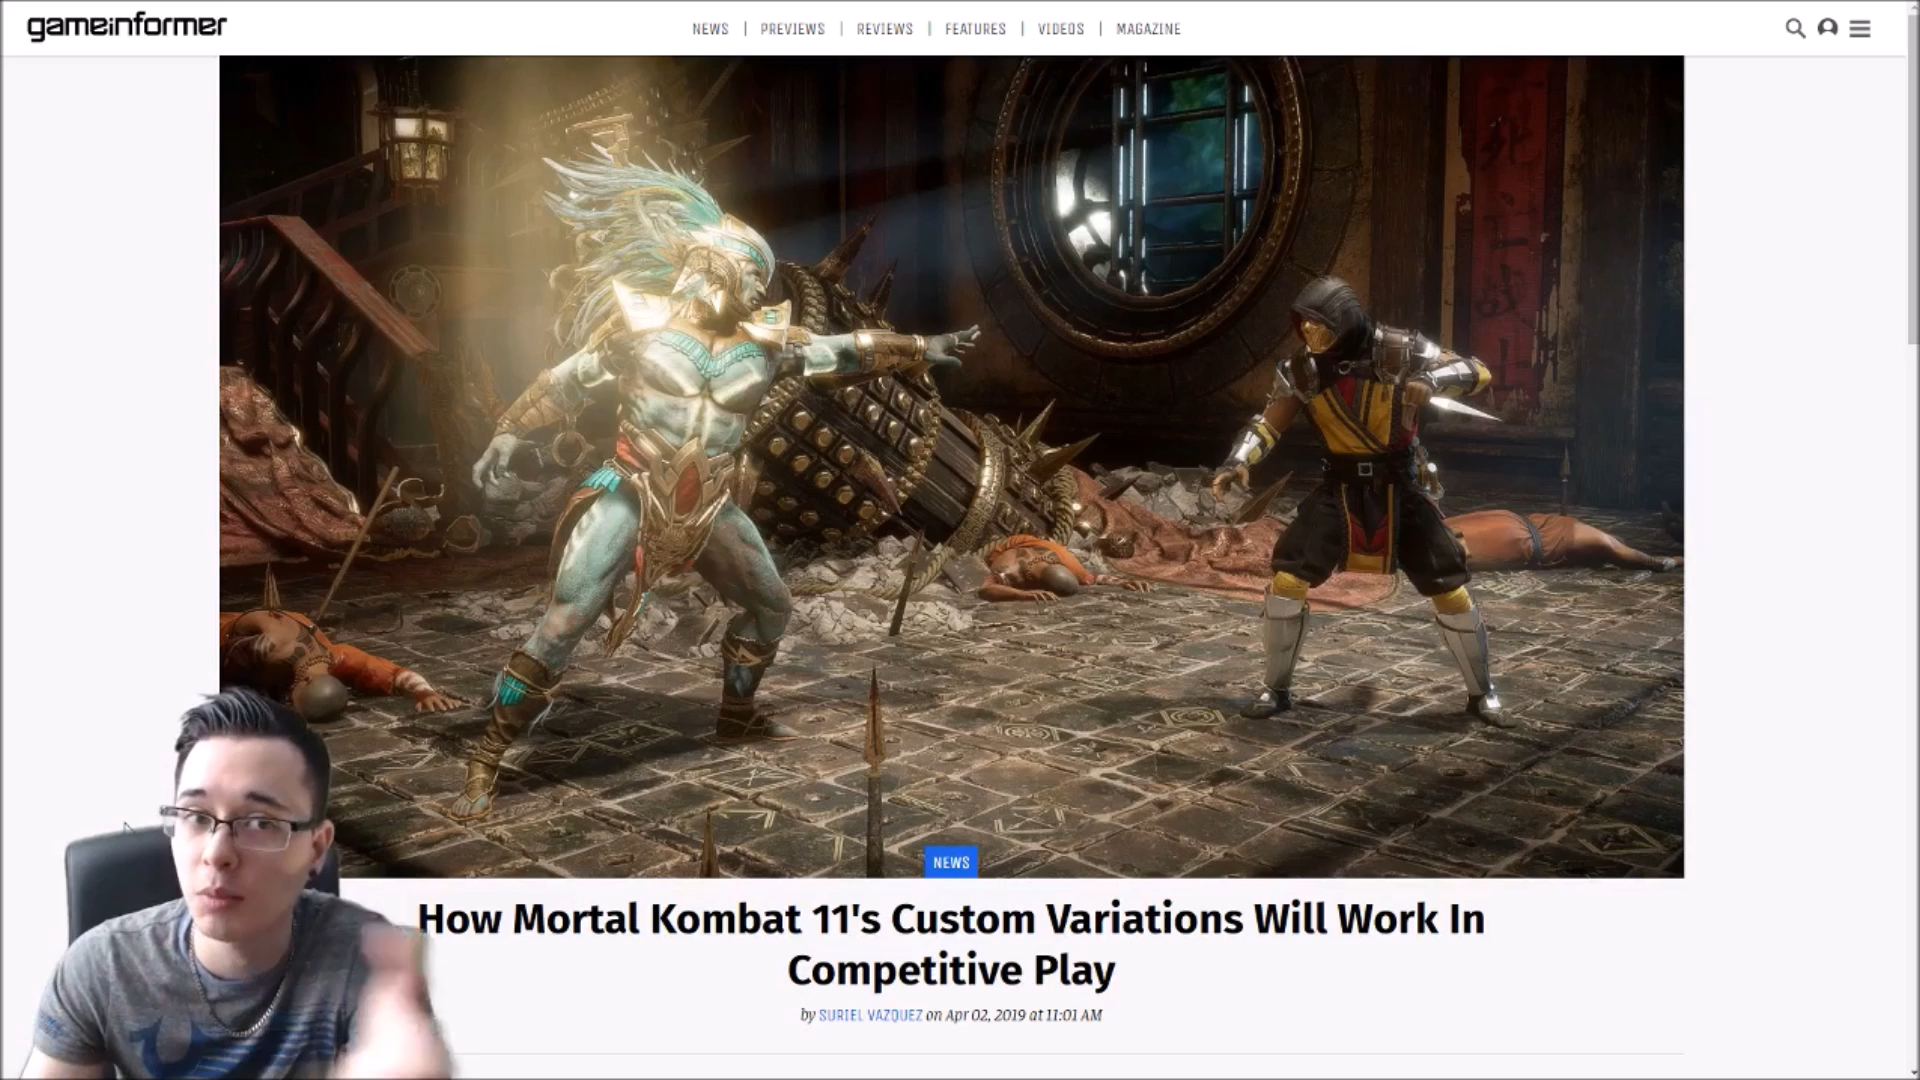 gameinformer
NEWS | PREVIEWS | REVIEWS | FEATURES | VIDEOS | MAGAZINE
NEWS
How Mortal Kombat 11's Custom Variations Will Work In
Competitive Play
by SURIEL VAZQUEZ on Apr 02, 2019 at 11:01 AM